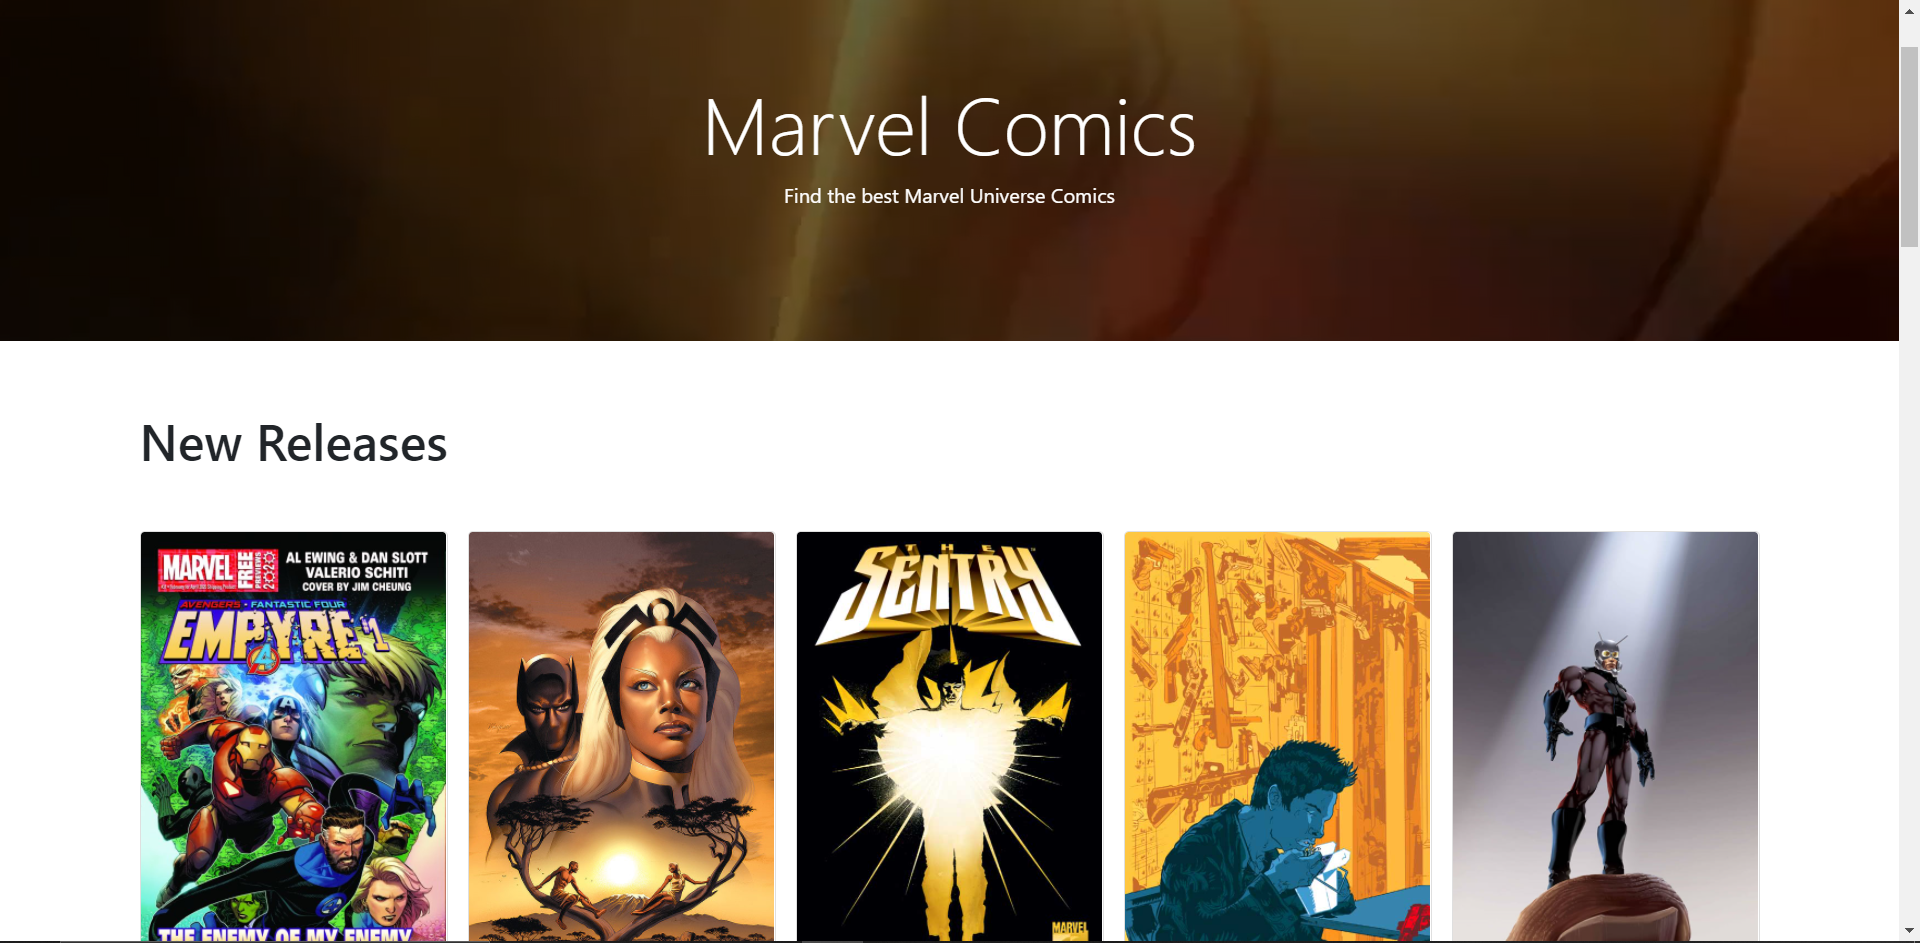 Marvel Comics
Find the best Marvel Universe Comics
New Releases
MARVEL
FREE
PREVIEWS
2020
AL EWING & DAN SLOTT
VALERIO SCHITI
COVER BY JIM CHEUNG
AVENGERS • FANTASTIC FOUR
EMPYRE 1
THE ENEMY OF MY ENEMY
THE
SENTRY
MARVEL